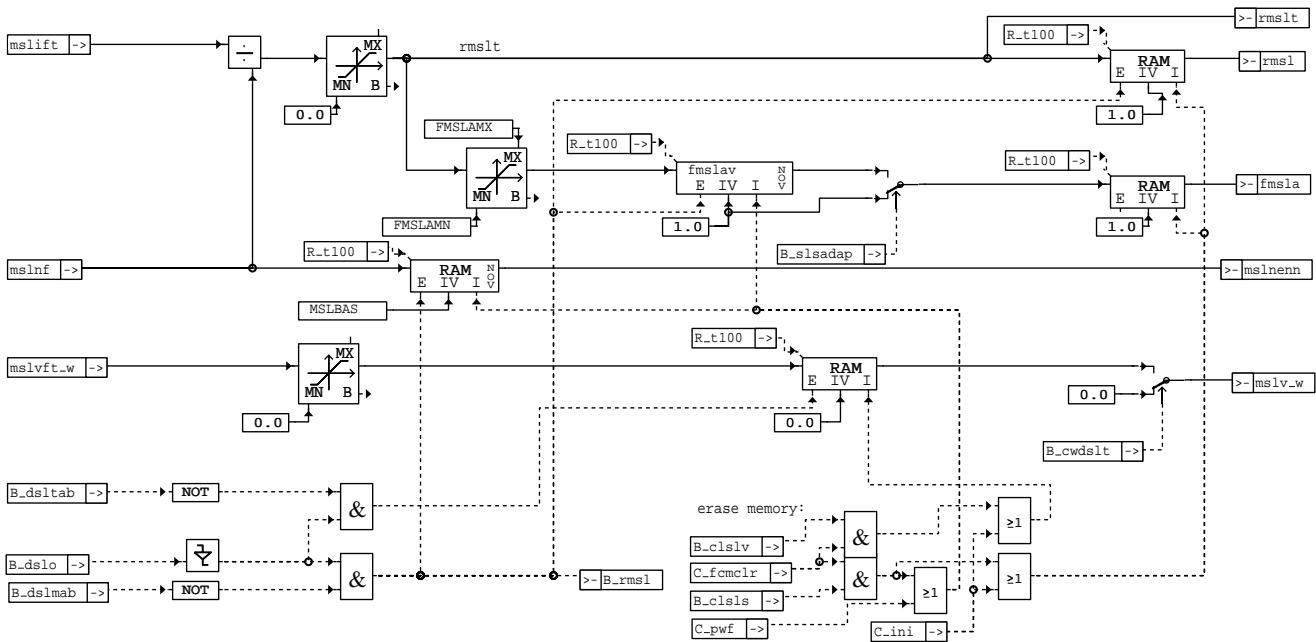 mslift ->
÷
MX
MN B
0.0
rmslt
>- rmslt
R_t100 ->
RAM
E IV I
1.0
>- rmsl
FMSLAMX
MX
MN B
FMSLAMN
R_t100 ->
fmslav
NOV
E IV I
1.0
R_t100 ->
RAM
E IV I
1.0
>- fmsla
B_slsadap ->
mslnf ->
R_t100 ->
RAM
NOV
E IV I
MSLBAS
>- mslnenn
mslvft_w ->
MX
MN B
0.0
R_t100 ->
RAM
E IV I
0.0
0.0
>- mslv_w
B_cwdslt ->
B_dsltab ->
NOT
&
B_dslo ->
B_dslmab ->
NOT
&
>- B_rmsl
erase memory:
B_clslv ->
&
≥1
C_fcmclr ->
&
≥1
≥1
B_clsls ->
C_pwf ->
C_ini ->